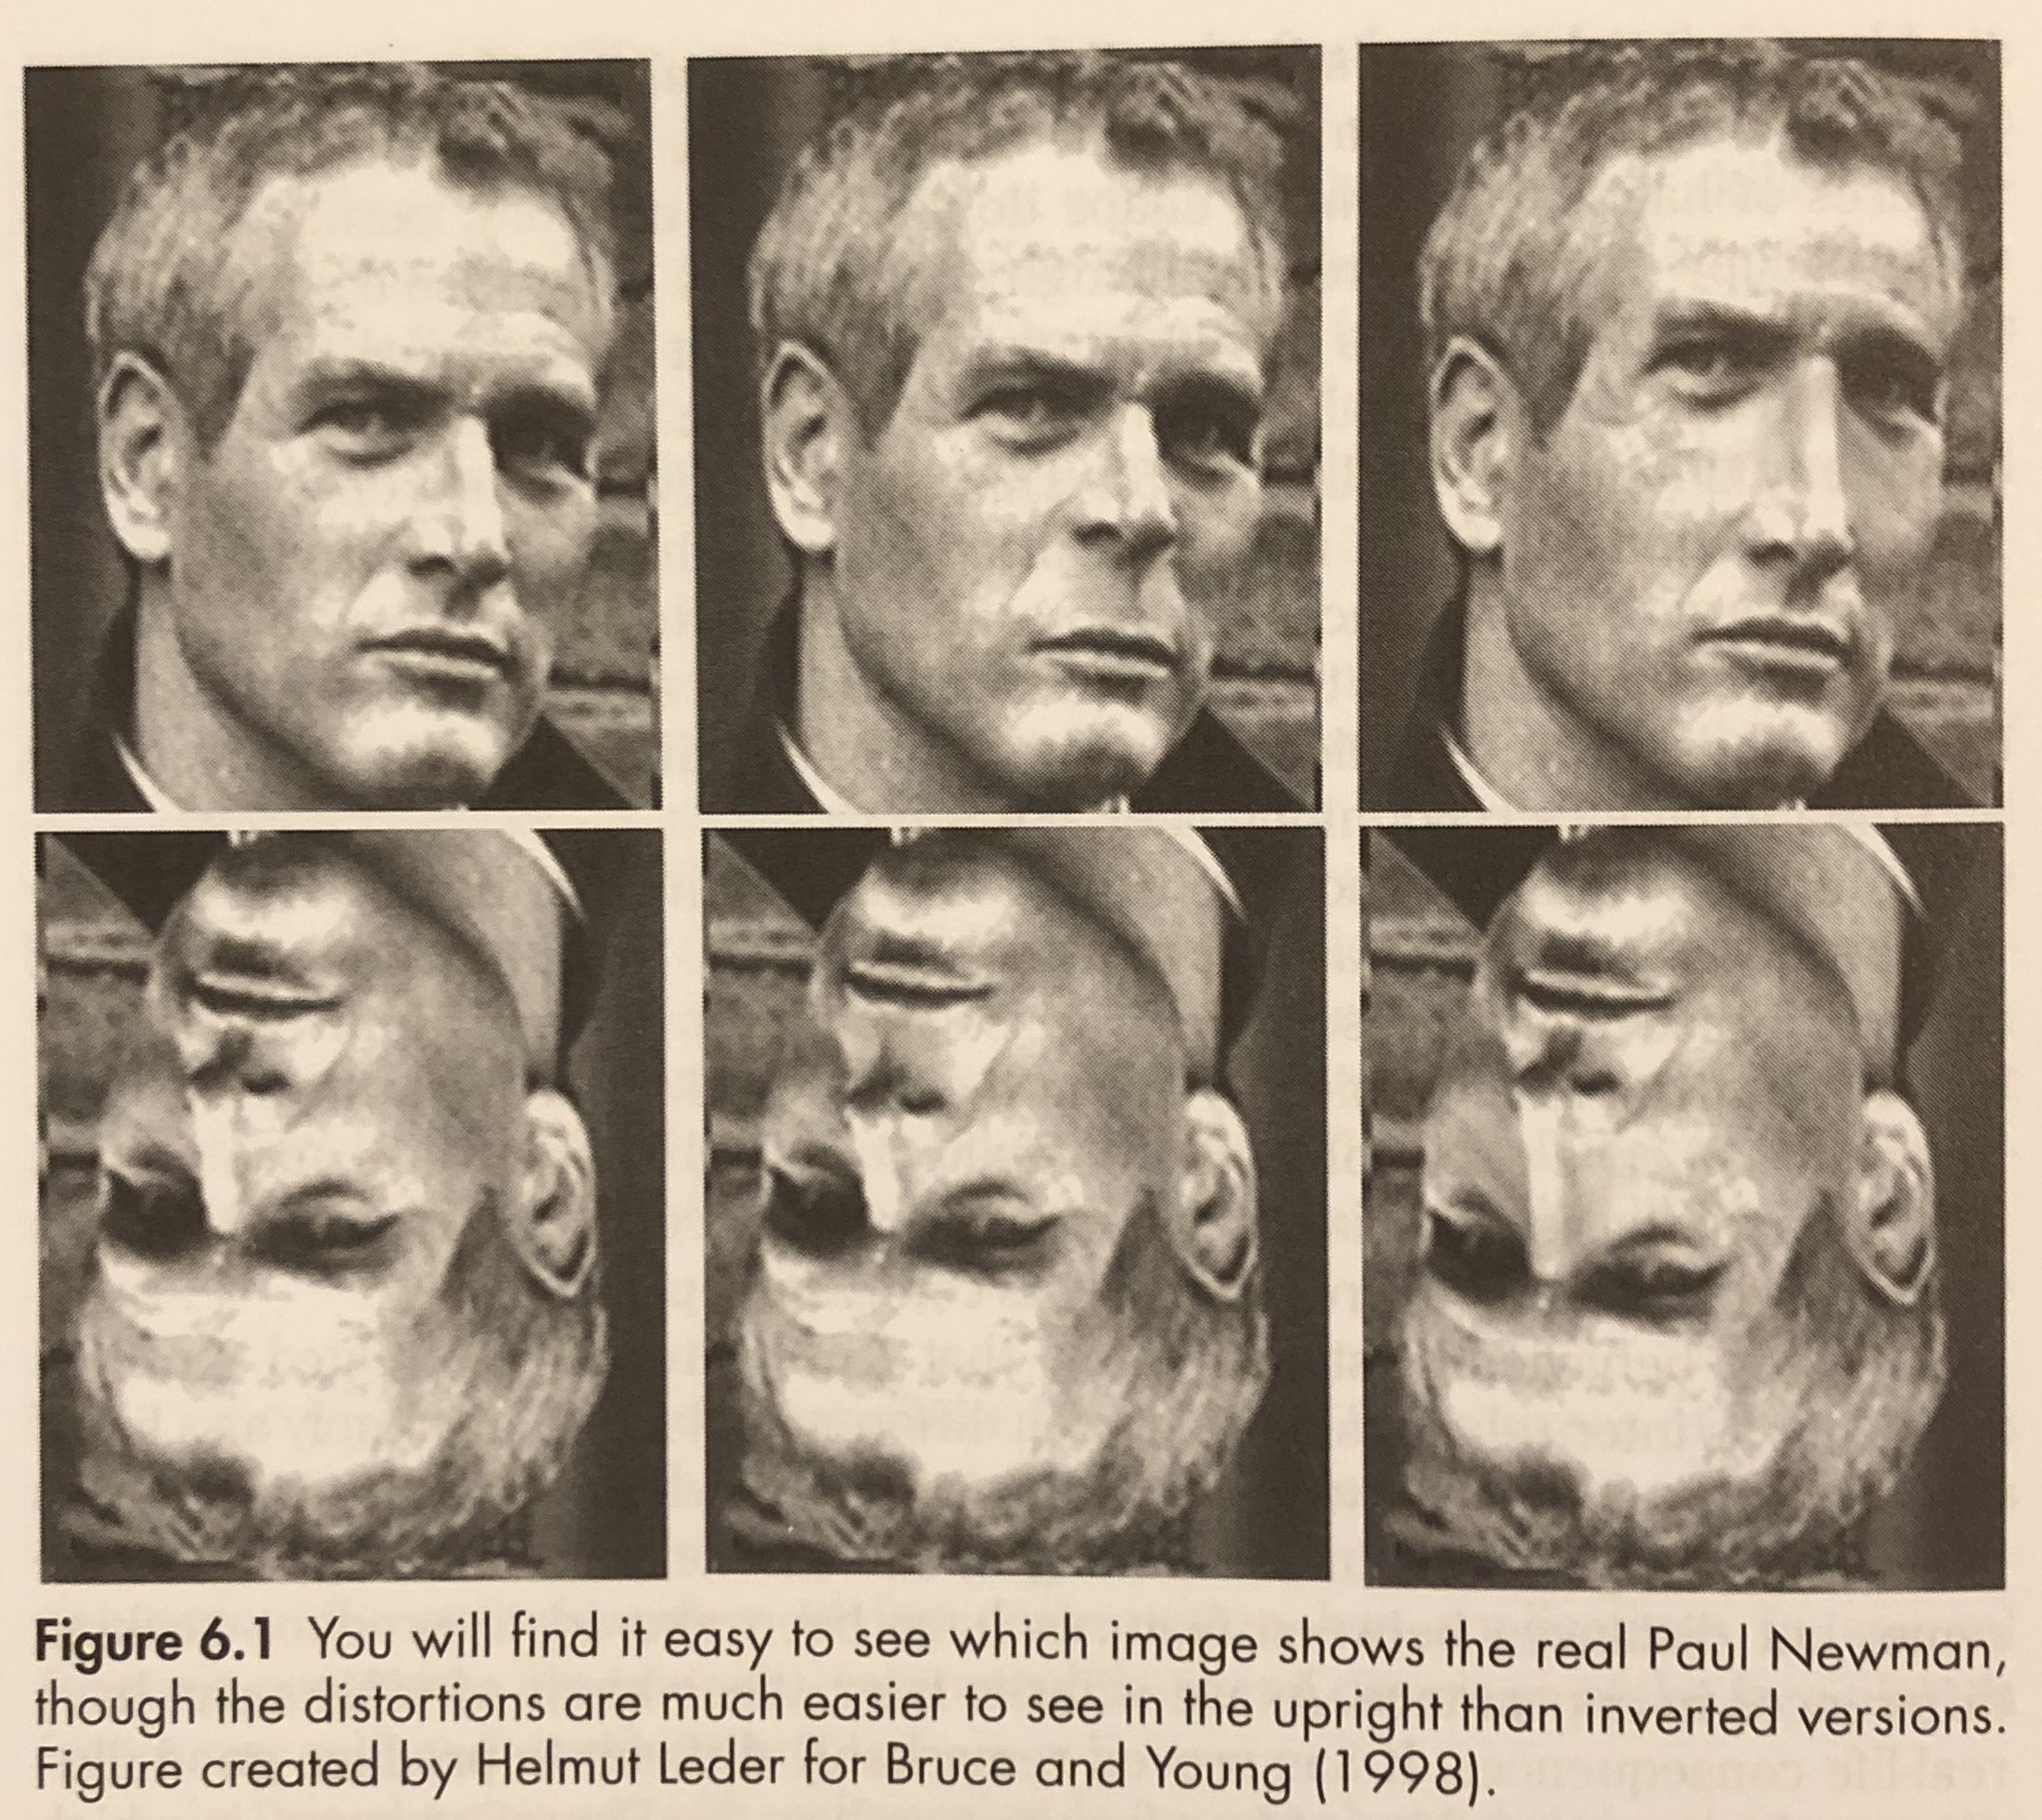 Figure 6.1 You will find it easy to see which image shows the real Paul Newman,
though the distortions are much easier to see in the upright than inverted versions.
Figure created by Helmut Leder for Bruce and Young (1998).